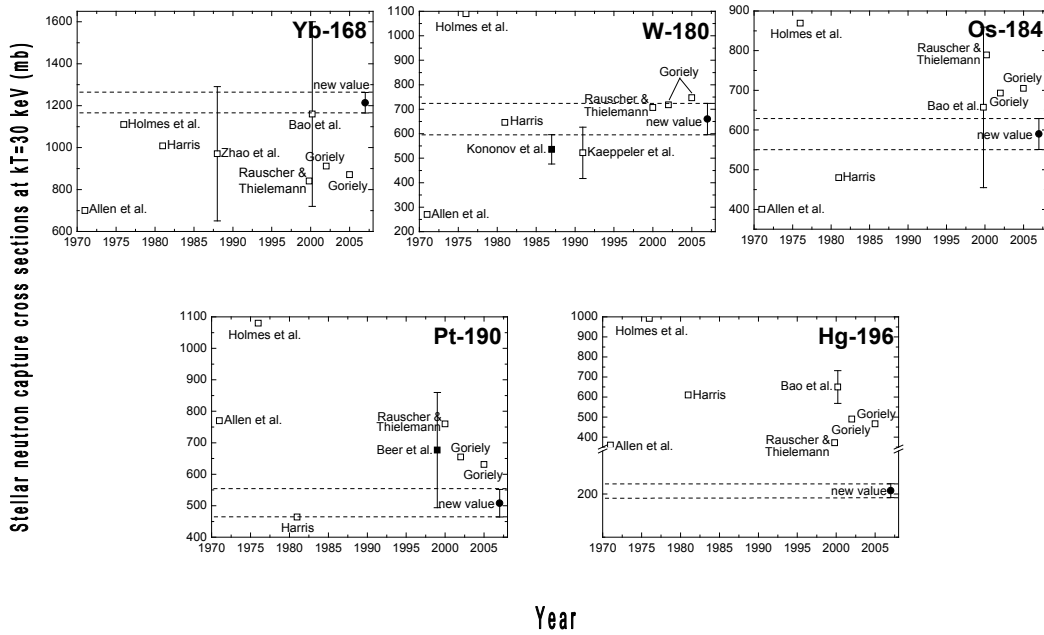 Stellar neutron capture cross sections at kT=30 keV (mb)
Yb-168
1600
1400
1200
1000
800
600
new value
Holmes et al.
Bao et al.
Harris
Zhao et al.
Goriely
Rauscher &
Thielemann
Goriely
Allen et al.
1970 1975 1980 1985 1990 1995 2000 2005
W-180
1100
1000
900
800
700
600
500
400
300
200
Holmes et al.
Goriely
Rauscher &
Thielemann
new value
Harris
Kononov et al.
Kaeppeler et al.
Allen et al.
1970 1975 1980 1985 1990 1995 2000 2005
Os-184
900
800
700
600
500
400
Holmes et al.
Rauscher &
Thielemann
Goriely
Bao et al.
Goriely
new value
Harris
Allen et al.
1970 1975 1980 1985 1990 1995 2000 2005
Pt-190
1100
1000
900
800
700
600
500
400
Holmes et al.
Allen et al.
Rauscher &
Thielemann
Beer et al.
Goriely
Goriely
new value
Harris
1970 1975 1980 1985 1990 1995 2000 2005
Hg-196
1000
900
800
700
600
500
400
200
Holmes et al.
Bao et al.
Harris
Goriely
Goriely
Rauscher &
Thielemann
Allen et al.
new value
1970 1975 1980 1985 1990 1995 2000 2005
Year